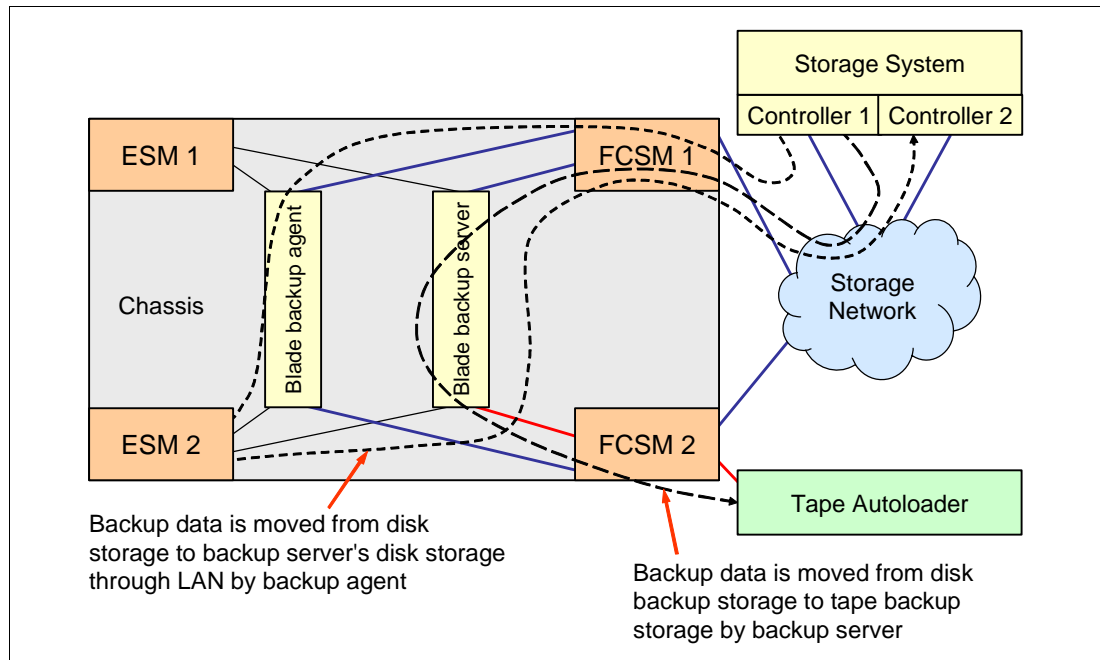 Storage System
Controller 1
Controller 2
ESM 1
FCSM 1
Blade backup agent
Blade backup server
Chassis
Storage
Network
ESM 2
FCSM 2
Tape Autoloader
Backup data is moved from disk
storage to backup server's disk storage
through LAN by backup agent
Backup data is moved from disk
backup storage to tape backup
storage by backup server